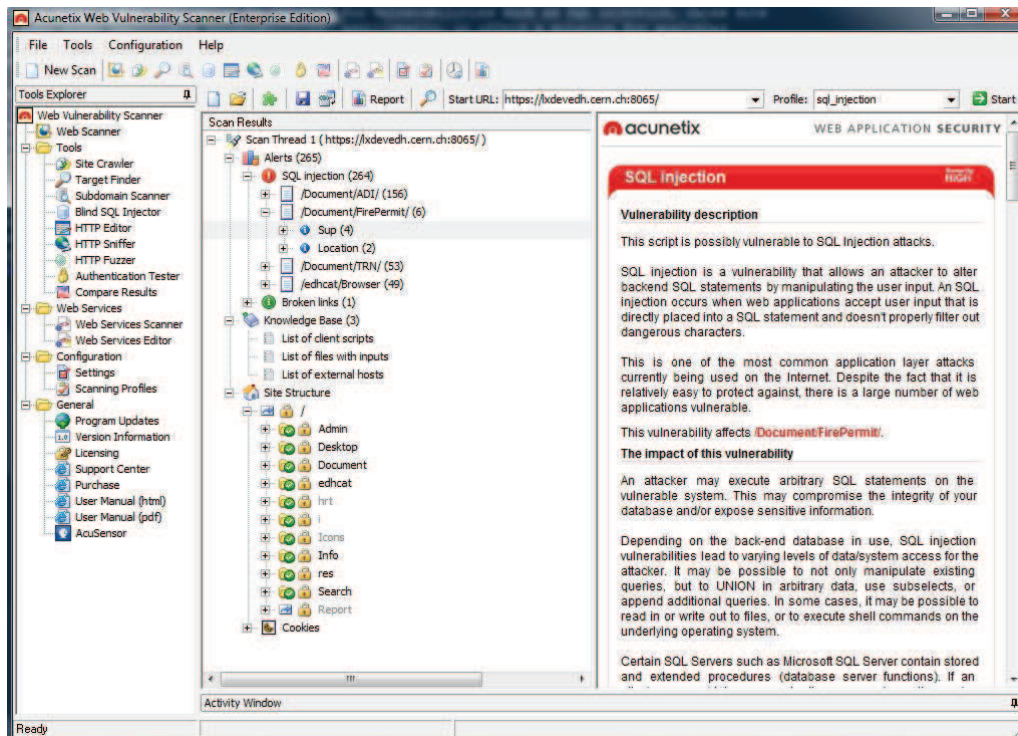 Acunetix Web Vulnerability Scanner (Enterprise Edition)
File Tools Configuration Help
New Scan
Tools Explorer
Report
Start URL: https://lxdevedh.cern.ch:8065/
Profile: sql_injection
Start
Web Vulnerability Scanner
Web Scanner
Tools
Site Crawler
Target Finder
Subdomain Scanner
Blind SQL Injector
HTTP Editor
HTTP Sniffer
HTTP Fuzzer
Authentication Tester
Compare Results
Web Services
Web Services Scanner
Web Services Editor
Configuration
Settings
Scanning Profiles
General
Program Updates
Version Information
Licensing
Support Center
Purchase
User Manual (html)
User Manual (pdf)
AcuSensor
Scan Results
Scan Thread 1 ( https://lxdevedh.cern.ch:8065/ )
Alerts (265)
SQL injection (264)
/Document/ADI/ (156)
/Document/FirePermit/ (6)
Sup (4)
Location (2)
/Document/TRN/ (53)
/edhcat/Browser (49)
Broken links (1)
Knowledge Base (3)
List of client scripts
List of files with inputs
List of external hosts
Site Structure
/
Admin
Desktop
Document
edhcat
hrt
i
Icons
Info
res
Search
Report
Cookies
acunetix WEB APPLICATION SECURITY
SQL injection
HIGH
Vulnerability description
This script is possibly vulnerable to SQL Injection attacks.
SQL injection is a vulnerability that allows an attacker to alter
backend SQL statements by manipulating the user input. An SQL
injection occurs when web applications accept user input that is
directly placed into a SQL statement and doesn't properly filter out
dangerous characters.
This is one of the most common application layer attacks
currently being used on the Internet. Despite the fact that it is
relatively easy to protect against, there is a large number of web
applications vulnerable.
This vulnerability affects /Document/FirePermit/.
The impact of this vulnerability
An attacker may execute arbitrary SQL statements on the
vulnerable system. This may compromise the integrity of your
database and/or expose sensitive information.
Depending on the back-end database in use, SQL injection
vulnerabilities lead to varying levels of data/system access for the
attacker. It may be possible to not only manipulate existing
queries, but to UNION in arbitrary data, use subselects, or
append additional queries. In some cases, it may be possible to
read in or write out to files, or to execute shell commands on the
underlying operating system.
Certain SQL Servers such as Microsoft SQL Server contain stored
and extended procedures (database server functions). If an
Activity Window
Ready